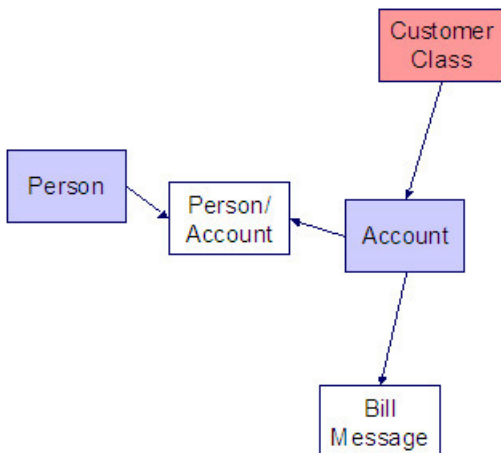 Customer
Class
Person
Person/
Account
Account
Bill
Message